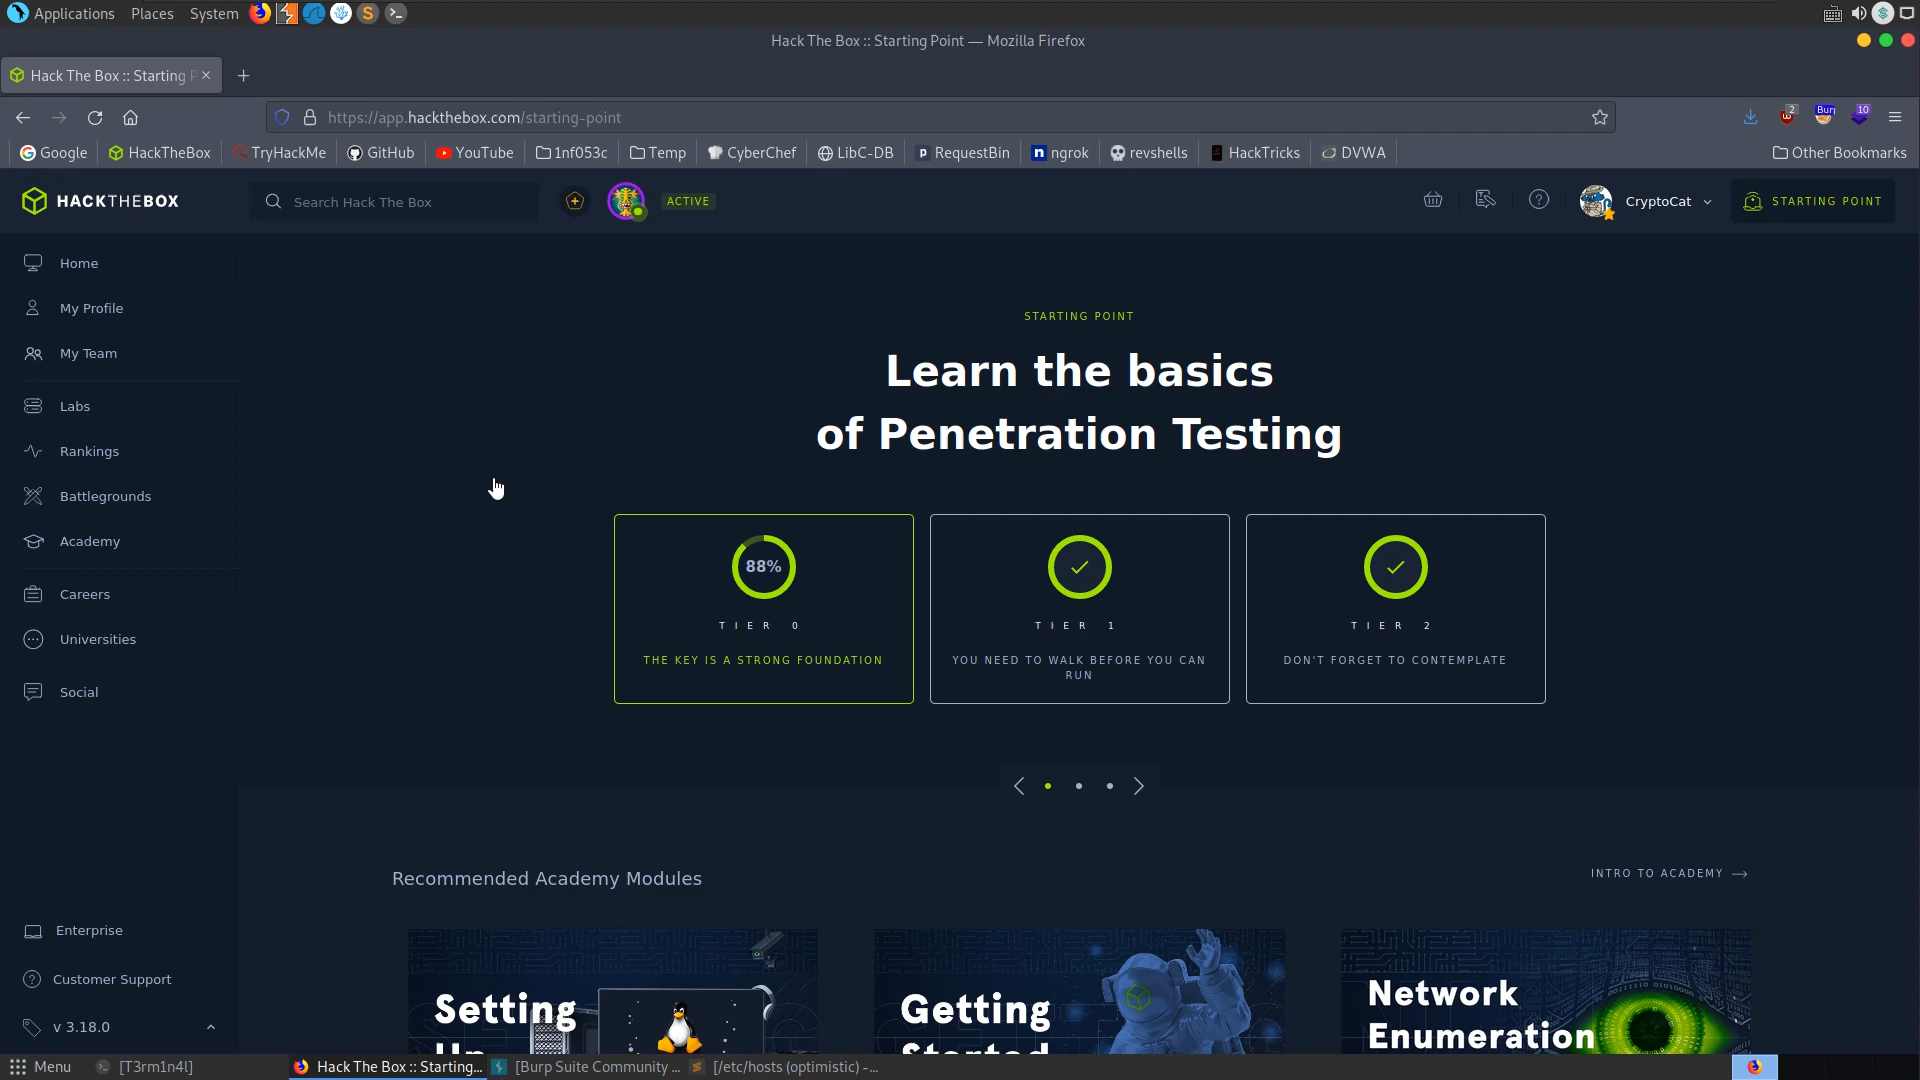 Applications Places System
Hack The Box :: Starting Point — Mozilla Firefox
Hack The Box :: Starting P
https://app.hackthebox.com/starting-point
2
Burp
10
Google HackTheBox TryHackMe GitHub YouTube 1nf053c Temp CyberChef LibC-DB RequestBin ngrok revshells HackTricks DVWA Other Bookmarks
HACKTHEBOX
Search Hack The Box
ACTIVE
CryptoCat
STARTING POINT
Home
My Profile
My Team
Labs
Rankings
Battlegrounds
Academy
Careers
Universities
Social
Enterprise
Customer Support
v 3.18.0
STARTING POINT
Learn the basics
of Penetration Testing
88%
TIER 0
THE KEY IS A STRONG FOUNDATION
TIER 1
YOU NEED TO WALK BEFORE YOU CAN
RUN
TIER 2
DON'T FORGET TO CONTEMPLATE
Recommended Academy Modules
INTRO TO ACADEMY
Setting
Up
Getting
Started
Network
Enumeration
Menu [T3rm1n4l] Hack The Box :: Starting... [Burp Suite Community ... [/etc/hosts (optimistic) -...